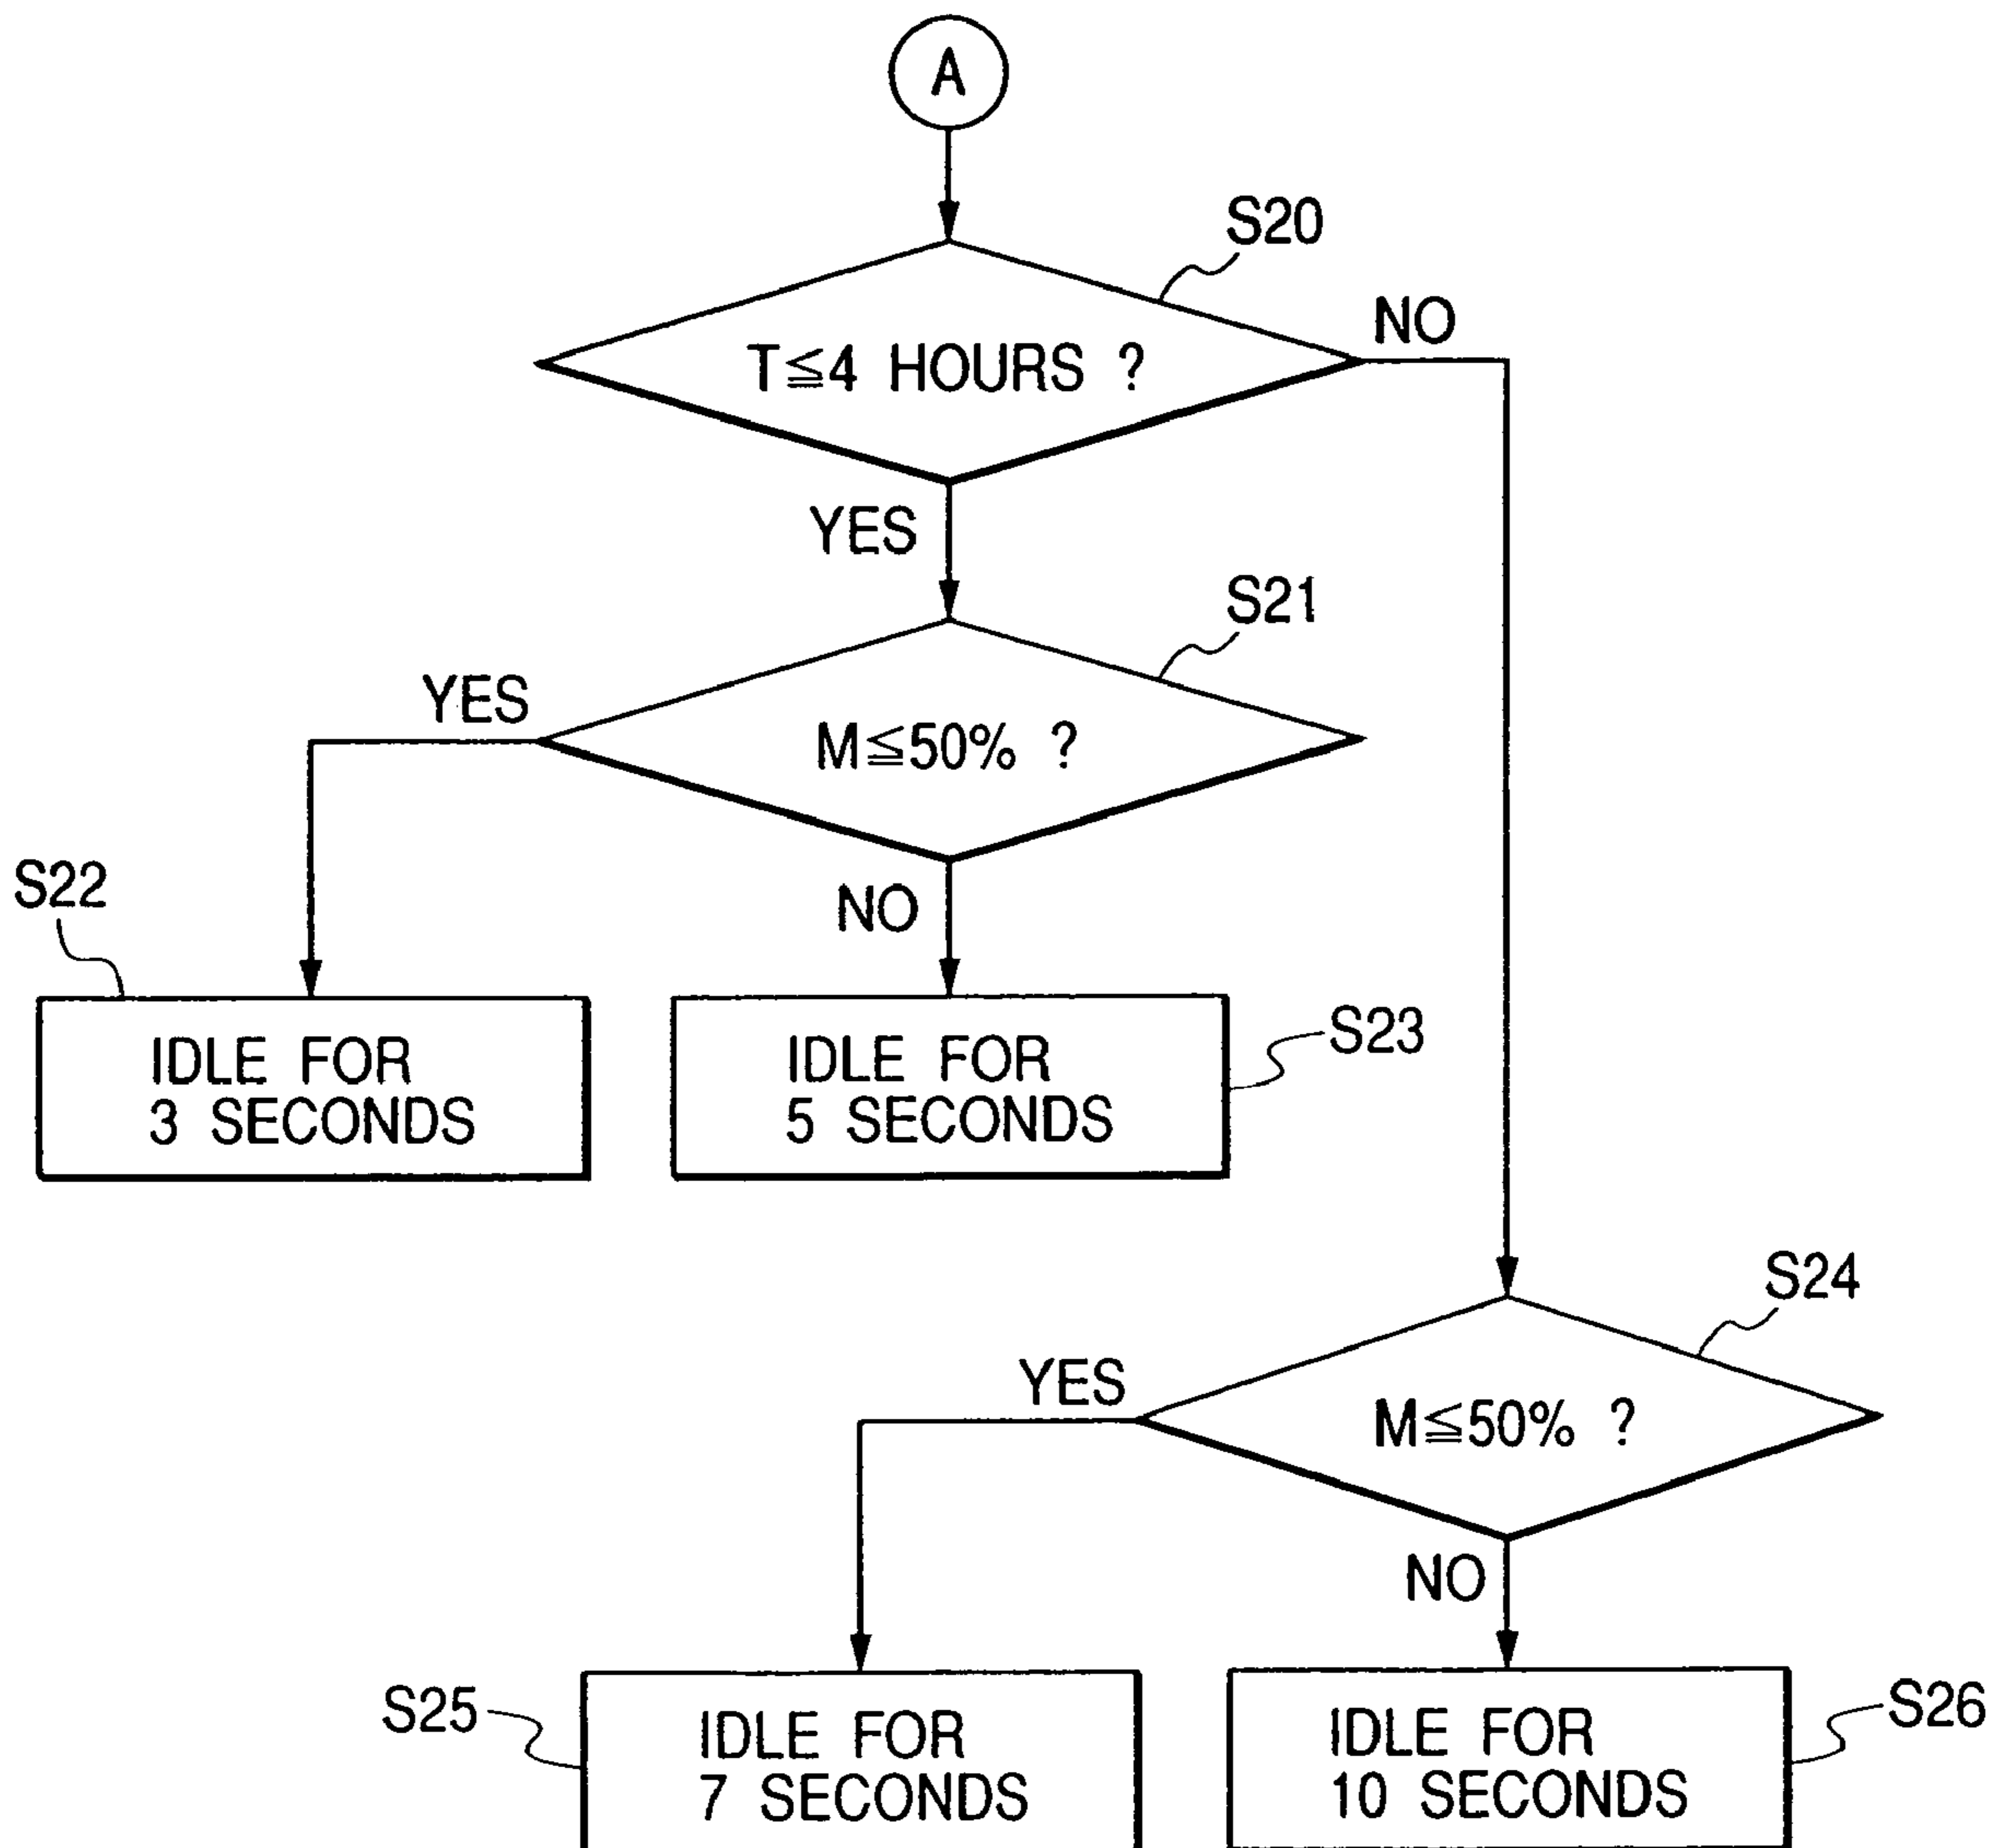 A
S20
T≦4 HOURS ?
NO
YES
S21
YES
M≦50% ?
S22
NO
IDLE FOR
3 SECONDS
IDLE FOR
5 SECONDS
S23
S24
YES
M≦50% ?
NO
S25
IDLE FOR
7 SECONDS
IDLE FOR
10 SECONDS
S26